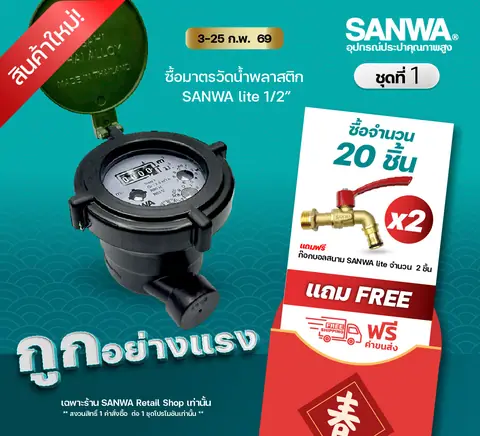 สินค้าใหม่!
3-25 ก.พ. 69
ซื้อมาตรวัดน้ำพลาสติก
SANWA lite 1/2"
SANWA®
อุปกรณ์ประปาคุณภาพสูง
ชุดที่ 1
ซื้อจำนวน
20 ชิ้น
x2
แถมฟรี
ก๊อกบอลสนาม SANWA lite จำนวน 2 ชิ้น
แถม FREE
FREE
SHIPPING
ฟรี
ค่าขนส่ง
春
ALLOY
MADE IN THAILAND
m³
SANWA
ถูกอย่างแรง
เฉพาะร้าน SANWA Retail Shop เท่านั้น
** สงวนสิทธิ์ 1 คำสั่งซื้อ ต่อ 1 ชุดโปรโมชันเท่านั้น **